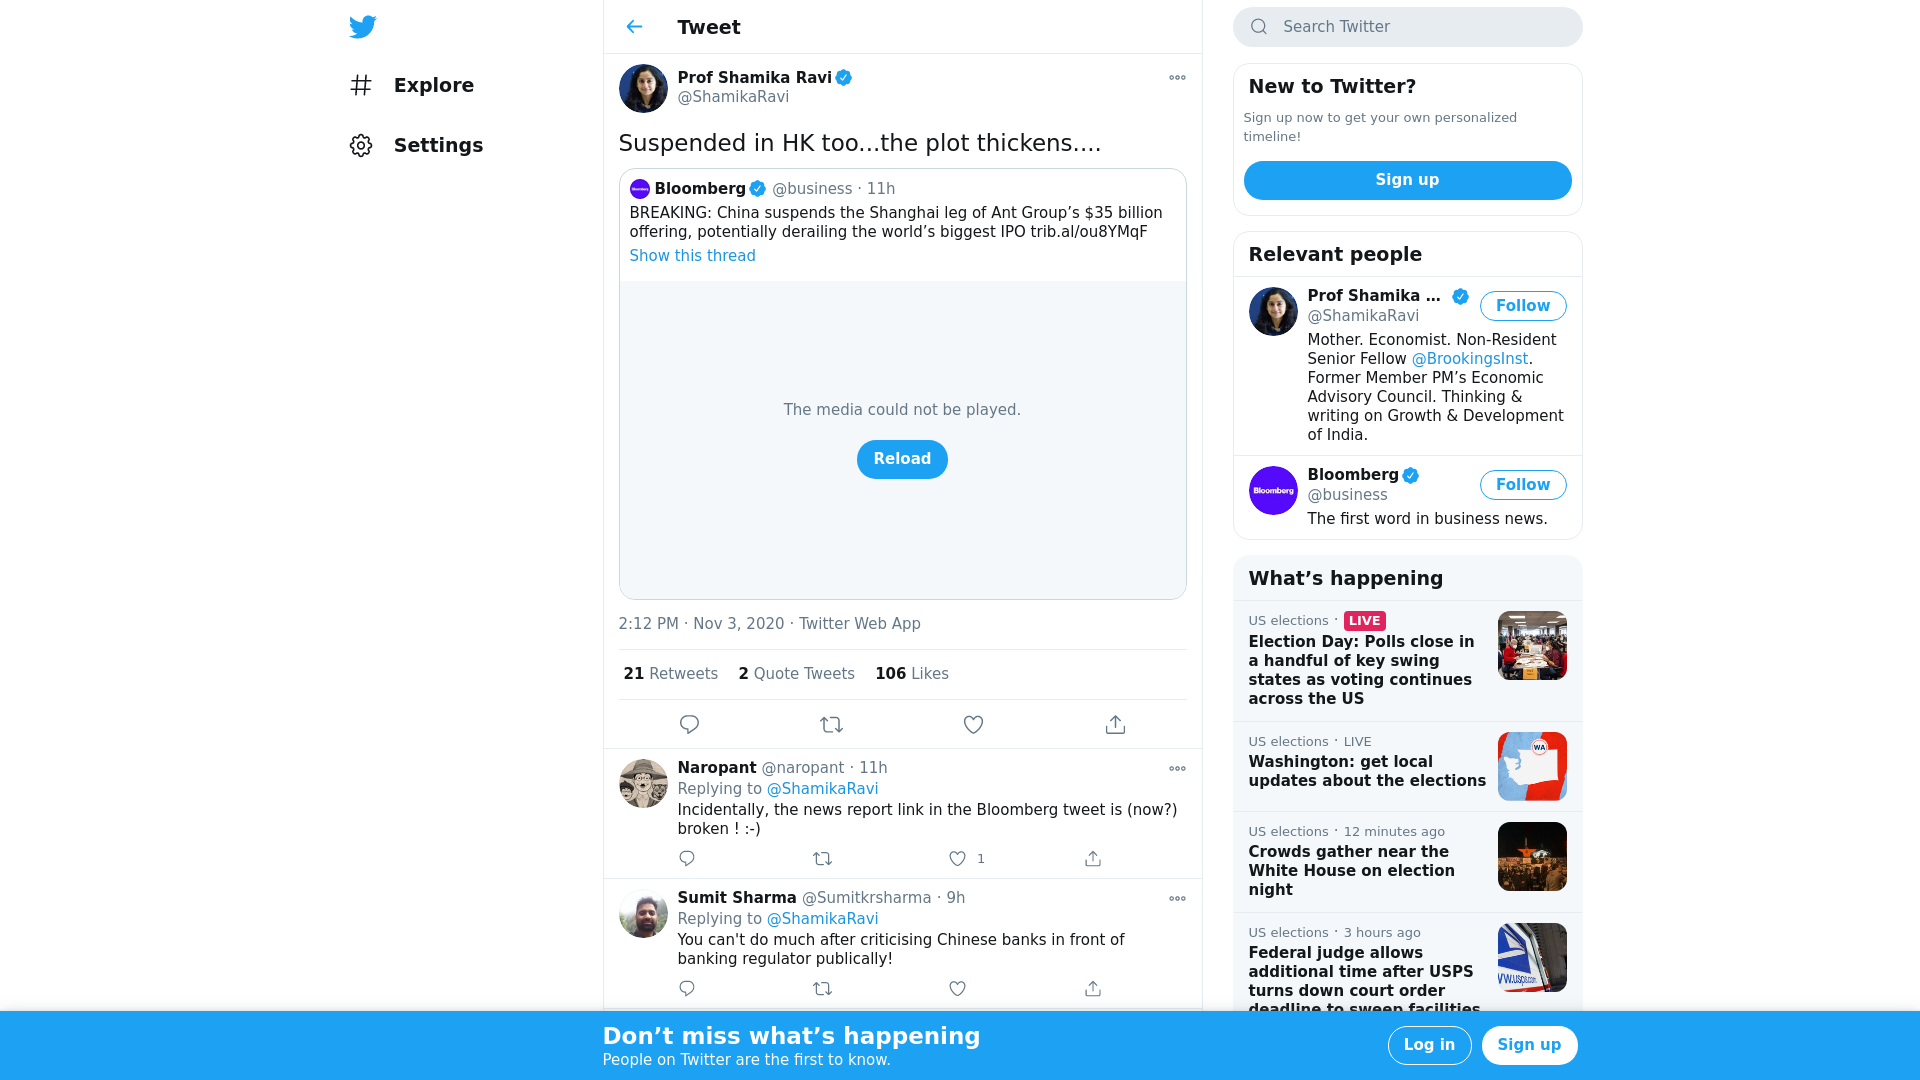 Explore
Settings
Tweet
Prof Shamika Ravi
@ShamikaRavi
Suspended in HK too...the plot thickens....
Bloomberg @business · 11h
BREAKING: China suspends the Shanghai leg of Ant Group’s $35 billion
offering, potentially derailing the world’s biggest IPO trib.al/ou8YMqF
Show this thread
The media could not be played.
Reload
2:12 PM · Nov 3, 2020 · Twitter Web App
21 Retweets 2 Quote Tweets 106 Likes
Naropant @naropant · 11h
Replying to @ShamikaRavi
Incidentally, the news report link in the Bloomberg tweet is (now?)
broken ! :-)
1
Sumit Sharma @Sumitkrsharma · 9h
Replying to @ShamikaRavi
You can't do much after criticising Chinese banks in front of
banking regulator publically!
Search Twitter
New to Twitter?
Sign up now to get your own personalized
timeline!
Sign up
Relevant people
Prof Shamika ...
@ShamikaRavi
Follow
Mother. Economist. Non-Resident
Senior Fellow @BrookingsInst.
Former Member PM’s Economic
Advisory Council. Thinking &
writing on Growth & Development
of India.
Bloomberg
Bloomberg
@business
Follow
The first word in business news.
What’s happening
US elections · LIVE
Election Day: Polls close in
a handful of key swing
states as voting continues
across the US
US elections · LIVE
Washington: get local
updates about the elections
WA
US elections · 12 minutes ago
Crowds gather near the
White House on election
night
US elections · 3 hours ago
Federal judge allows
additional time after USPS
turns down court order
deadline to sweep facilities
Don’t miss what’s happening
People on Twitter are the first to know.
Log in
Sign up